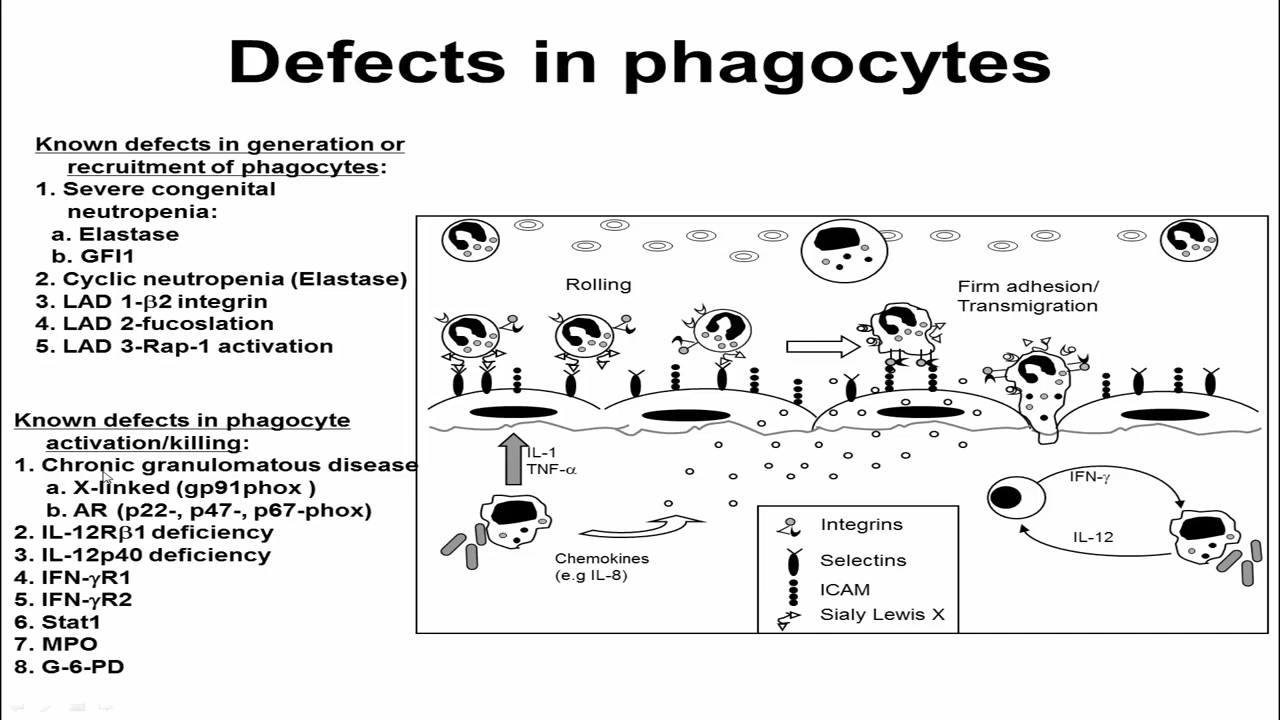 Defects in phagocytes
Known defects in generation or
recruitment of phagocytes:
1. Severe congenital
neutropenia:
a. Elastase
b. GFI1
2. Cyclic neutropenia (Elastase)
3. LAD 1-β2 integrin
4. LAD 2-fucoslation
5. LAD 3-Rap-1 activation
Known defects in phagocyte
activation/killing:
1. Chronic granulomatous disease
a. X-linked (gp91phox )
b. AR (p22-, p47-, p67-phox)
2. IL-12Rβ1 deficiency
3. IL-12p40 deficiency
4. IFN-γR1
5. IFN-γR2
6. Stat1
7. MPO
8. G-6-PD
Rolling
Firm adhesion/
Transmigration
IL-1
TNF-α
Chemokines
(e.g IL-8)
IFN-γ
IL-12
Integrins
Selectins
ICAM
Sialy Lewis X